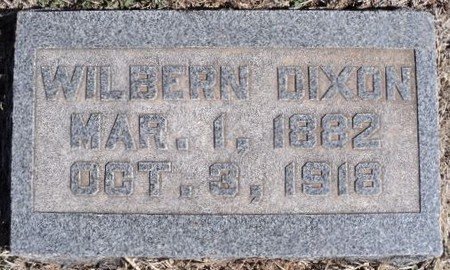 WILBERN DIXON
MAR. 1, 1882
OCT. 3, 1918